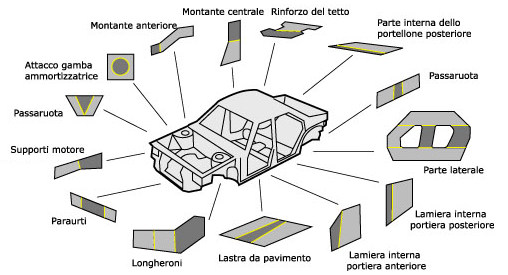 Montante centrale
Rinforzo del tetto
Montante anteriore
Parte interna dello
portellone posteriore
Attacco gamba
ammortizzatrice
Passaruota
Passaruota
Supporti motore
Parte laterale
Paraurti
Lamiera interna
portiera posteriore
Longheroni
Lastra da pavimento
Lamiera interna
portiera anteriore